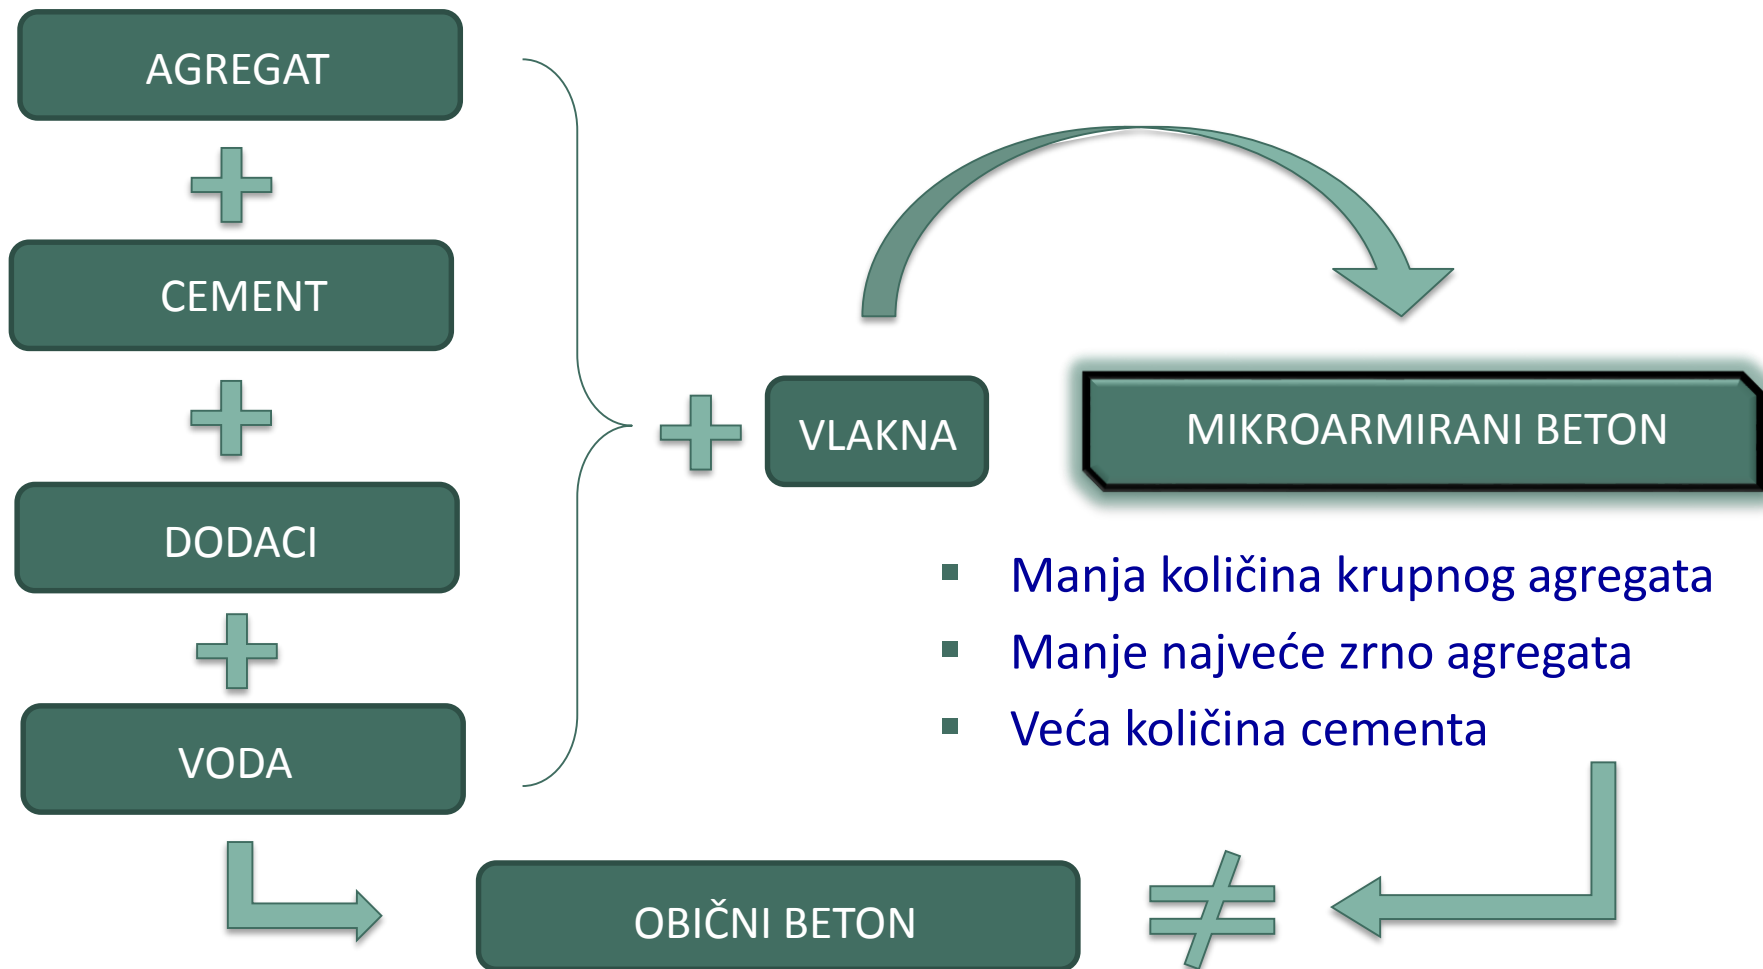 AGREGAT
CEMENT
DODACI
VODA
VLAKNA
MIKROARMIRANI BETON
▪ Manja količina krupnog agregata
▪ Manje najveće zrno agregata
▪ Veća količina cementa
OBIČNI BETON